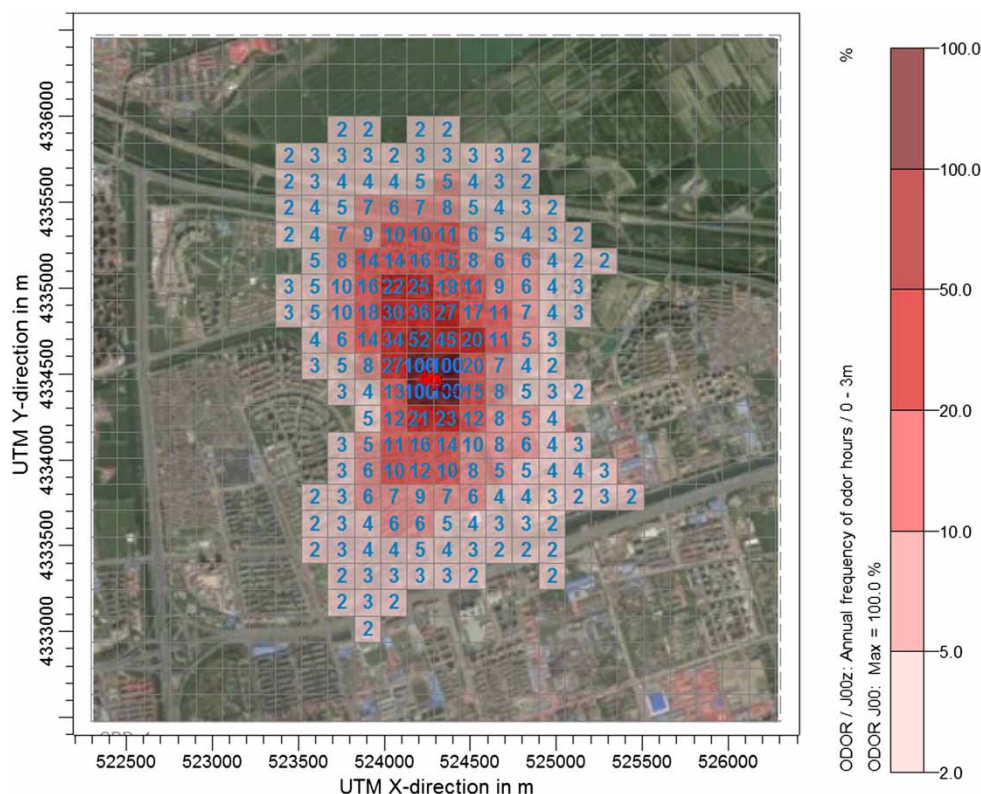 2 2 2 2
2 3 3 3 2 3 3 3 3 2
2 3 4 4 4 5 5 4 3 2
2 4 5 7 6 7 8 5 4 3 2
2 4 7 9 10 10 11 6 5 4 3 2
5 8 14 14 16 15 8 6 6 4 2 2
3 5 10 16 22 25 19 11 9 6 4 3
3 5 10 18 30 36 27 17 11 7 4 3
4 6 14 34 52 45 20 11 5 3
3 5 8 27 100 100 20 7 4 2
3 4 13 100 100 15 8 5 3 2
5 12 21 23 12 8 5 4
3 5 11 16 14 10 8 6 4 3
3 6 10 12 10 8 5 5 4 4 3
2 3 6 7 9 7 6 4 4 3 2 3 2
2 3 4 6 6 5 4 3 3 2
2 3 4 4 5 4 3 2 2 2
2 3 3 3 3 2 2
2 3 2
2
4336000
4335500
4335000
4334500
4334000
4333500
4333000
UTM Y-direction in m
522500 523000 523500 524000 524500 525000 525500 526000
UTM X-direction in m
%
ODOR / J00z: Annual frequency of odor hours / 0 - 3m
ODOR J00: Max = 100.0 %
100.0
100.0
50.0
20.0
10.0
5.0
2.0